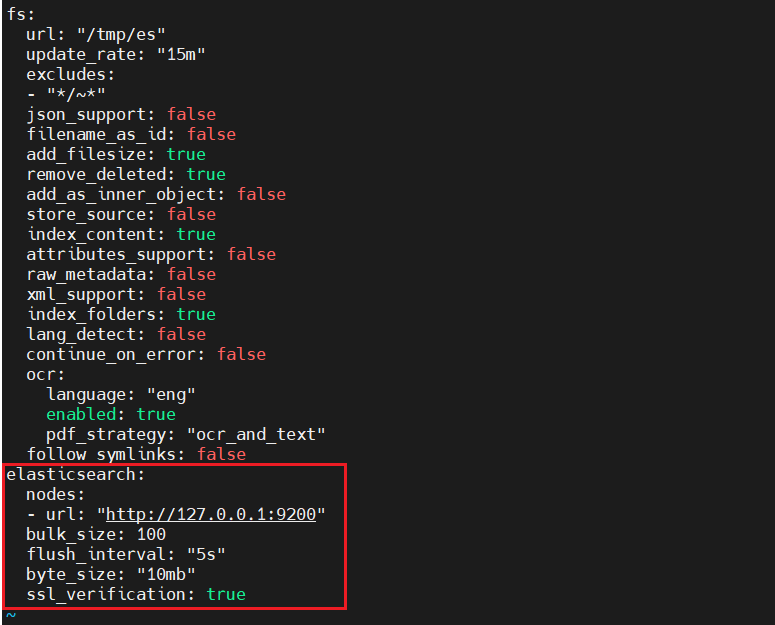 fs:
  url: "/tmp/es"
  update_rate: "15m"
  excludes:
  - "*/~*"
  json_support: false
  filename_as_id: false
  add_filesize: true
  remove_deleted: true
  add_as_inner_object: false
  store_source: false
  index_content: true
  attributes_support: false
  raw_metadata: false
  xml_support: false
  index_folders: true
  lang_detect: false
  continue_on_error: false
  ocr:
    language: "eng"
    enabled: true
    pdf_strategy: "ocr_and_text"
  follow_symlinks: false
elasticsearch:
  nodes:
  - url: "http://127.0.0.1:9200"
  bulk_size: 100
  flush_interval: "5s"
  byte_size: "10mb"
  ssl_verification: true
~